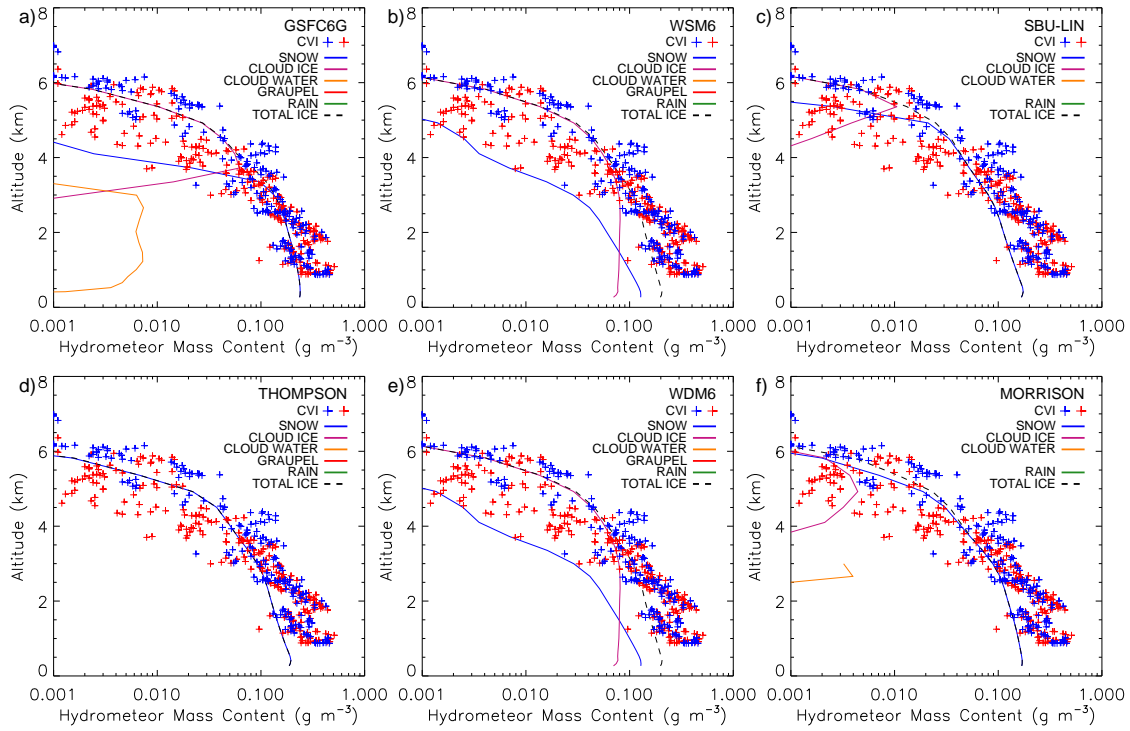 a)
GSFC6G
CVI + +
SNOW
CLOUD ICE
CLOUD WATER
GRAUPEL
RAIN
TOTAL ICE
8
6
4
2
0
Altitude (km)
0.001 0.010 0.100 1.000
Hydrometeor Mass Content (g m⁻³)
b)
WSM6
CVI + +
SNOW
CLOUD ICE
CLOUD WATER
GRAUPEL
RAIN
TOTAL ICE
8
6
4
2
0
Altitude (km)
0.001 0.010 0.100 1.000
Hydrometeor Mass Content (g m⁻³)
c)
SBU-LIN
CVI + +
SNOW
CLOUD ICE
CLOUD WATER
RAIN
TOTAL ICE
8
6
4
2
0
Altitude (km)
0.001 0.010 0.100 1.000
Hydrometeor Mass Content (g m⁻³)
d)
THOMPSON
CVI + +
SNOW
CLOUD ICE
CLOUD WATER
GRAUPEL
RAIN
TOTAL ICE
8
6
4
2
0
Altitude (km)
0.001 0.010 0.100 1.000
Hydrometeor Mass Content (g m⁻³)
e)
WDM6
CVI + +
SNOW
CLOUD ICE
CLOUD WATER
GRAUPEL
RAIN
TOTAL ICE
8
6
4
2
0
Altitude (km)
0.001 0.010 0.100 1.000
Hydrometeor Mass Content (g m⁻³)
f)
MORRISON
CVI + +
SNOW
CLOUD ICE
CLOUD WATER
RAIN
TOTAL ICE
8
6
4
2
0
Altitude (km)
0.001 0.010 0.100 1.000
Hydrometeor Mass Content (g m⁻³)